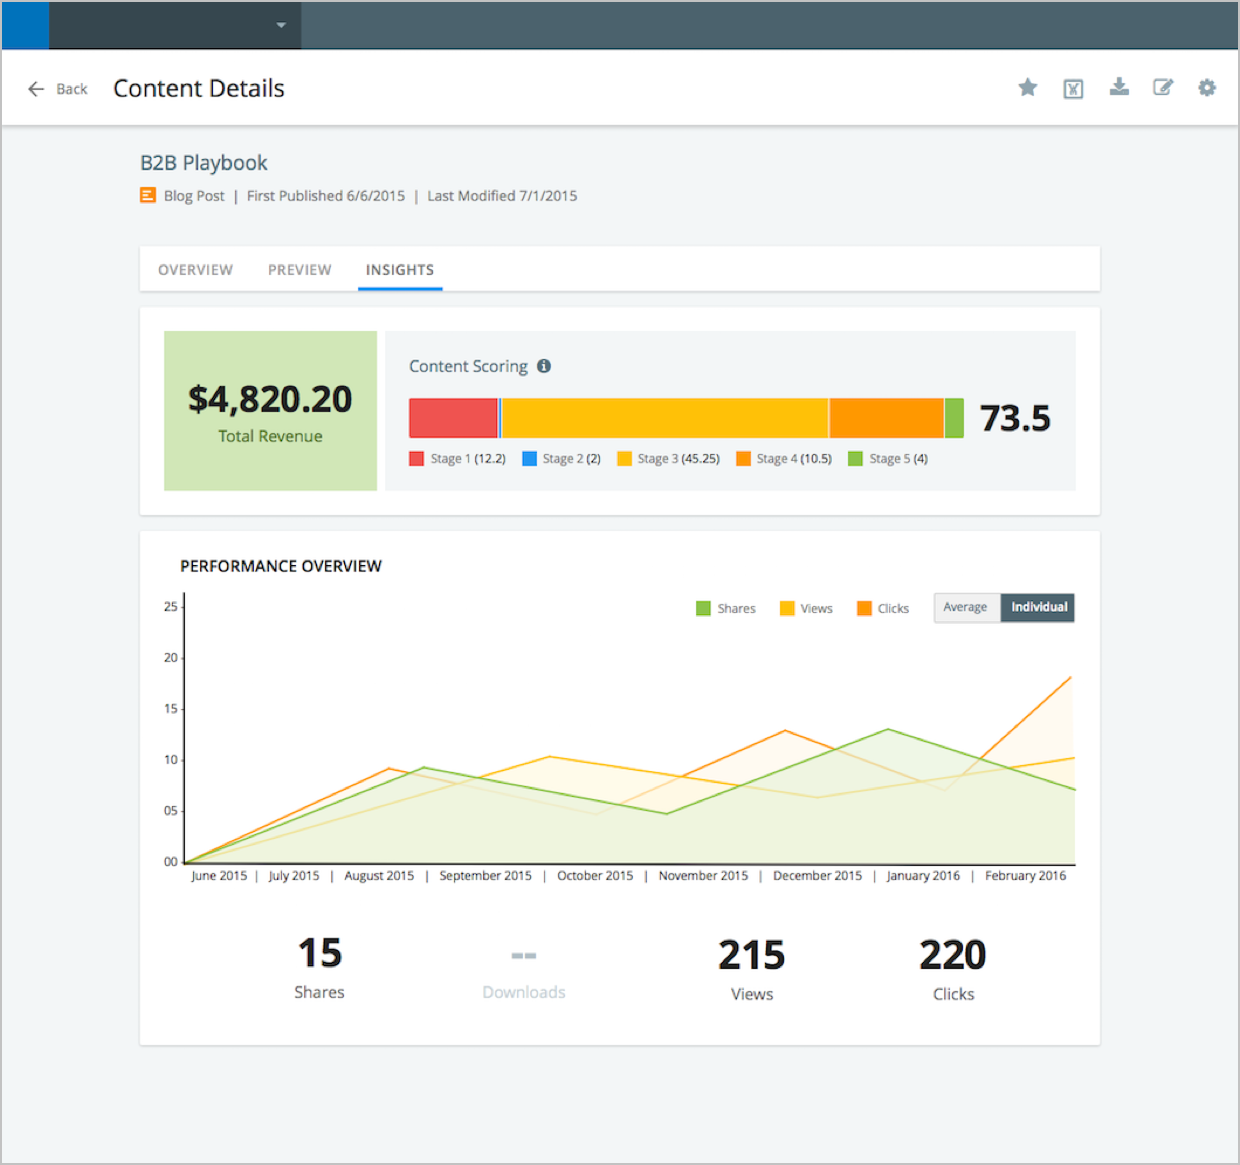 Back Content Details
B2B Playbook
Blog Post | First Published 6/6/2015 | Last Modified 7/1/2015
OVERVIEW PREVIEW INSIGHTS
$4,820.20
Total Revenue
Content Scoring
73.5
Stage 1 (12.2) Stage 2 (2) Stage 3 (45.25) Stage 4 (10.5) Stage 5 (4)
PERFORMANCE OVERVIEW
Shares Views Clicks Average Individual
25
20
15
10
05
00
June 2015 | July 2015 | August 2015 | September 2015 | October 2015 | November 2015 | December 2015 | January 2016 | February 2016
15 -- 215 220
Shares Downloads Views Clicks